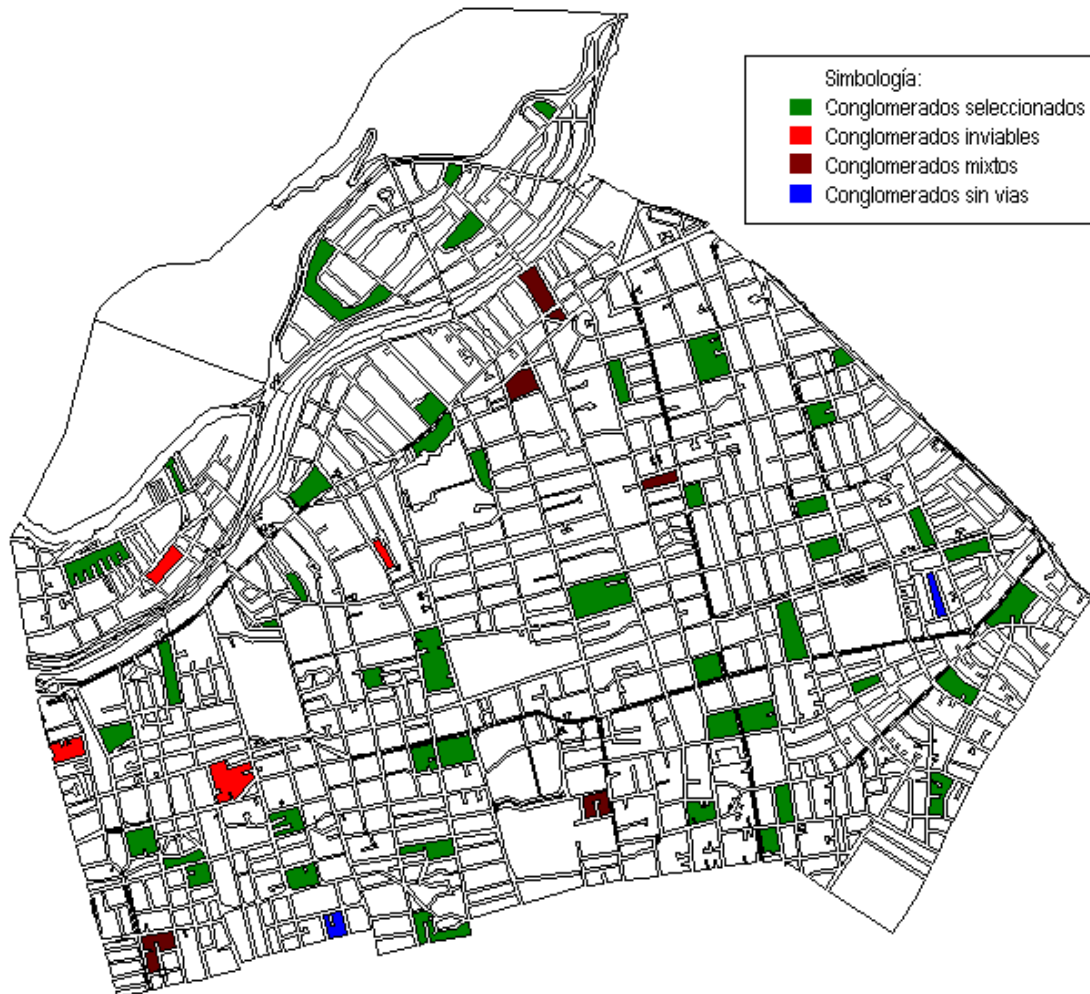 Simbología:
Conglomerados seleccionados
Conglomerados inviables
Conglomerados mixtos
Conglomerados sin vias